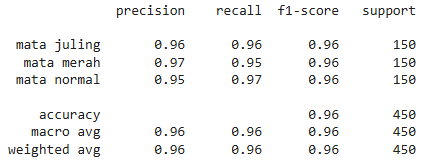 precision recall f1-score support
mata juling 0.96 0.96 0.96 150
mata merah 0.97 0.95 0.96 150
mata normal 0.95 0.97 0.96 150
accuracy 0.96 450
macro avg 0.96 0.96 0.96 450
weighted avg 0.96 0.96 0.96 450